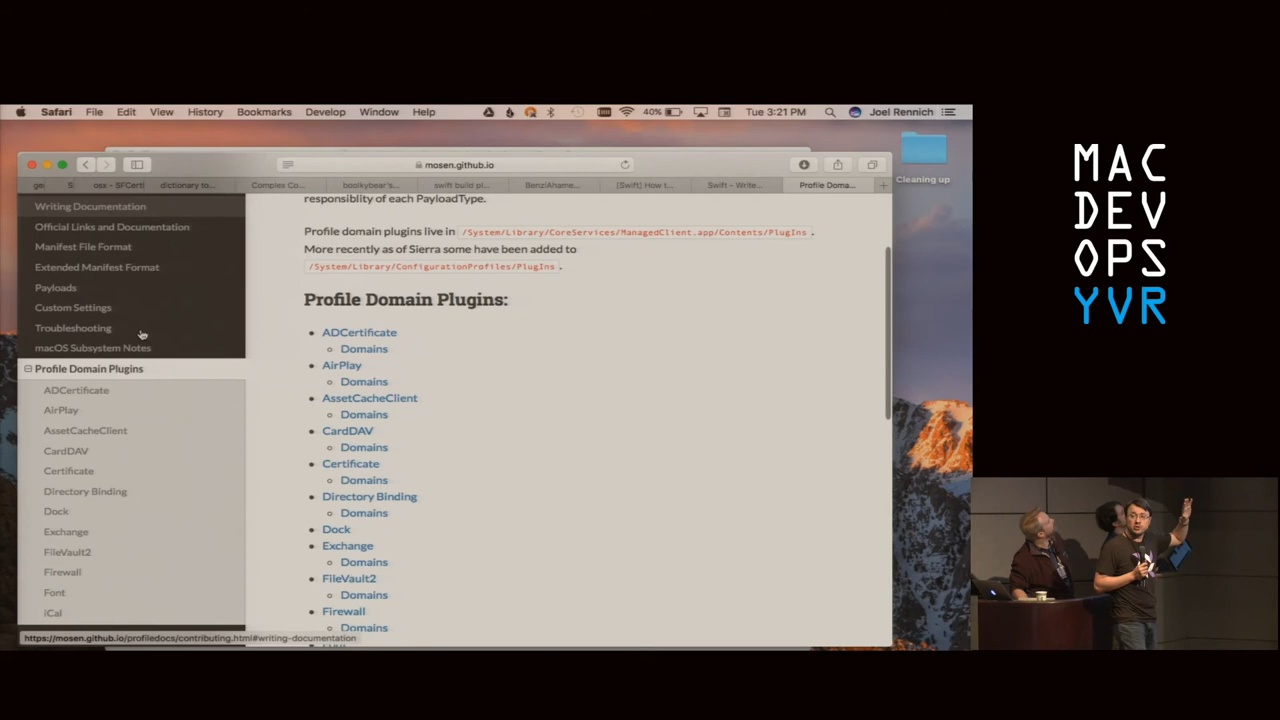 Safari File Edit View History Bookmarks Develop Window Help 40% Tue 3:21 PM Joel Rennich
mosen.github.io
Cleaning up
gei S osx - SFCerti dictionary to... Complex Co... boolkybear's... swift build pl... BenziAhame... [Swift] How t... Swift - Write... Profile Doma...
Writing Documentation
Official Links and Documentation
Manifest File Format
Extended Manifest Format
Payloads
Custom Settings
Troubleshooting
macOS Subsystem Notes
Profile Domain Plugins
ADCertificate
AirPlay
AssetCacheClient
CardDAV
Certificate
Directory Binding
Dock
Exchange
FileVault2
Firewall
Font
iCal
https://mosen.github.io/profiledocs/contributing.html#writing-documentation
responsiblity of each PayloadType.
Profile domain plugins live in /System/Library/CoreServices/ManagedClient.app/Contents/PlugIns .
More recently as of Sierra some have been added to
/System/Library/ConfigurationProfiles/PlugIns .
Profile Domain Plugins:
• ADCertificate
◦ Domains
• AirPlay
◦ Domains
• AssetCacheClient
◦ Domains
• CardDAV
◦ Domains
• Certificate
◦ Domains
• Directory Binding
◦ Domains
• Dock
• Exchange
◦ Domains
• FileVault2
◦ Domains
• Firewall
◦ Domains
MAC
DEV
OPS
YVR